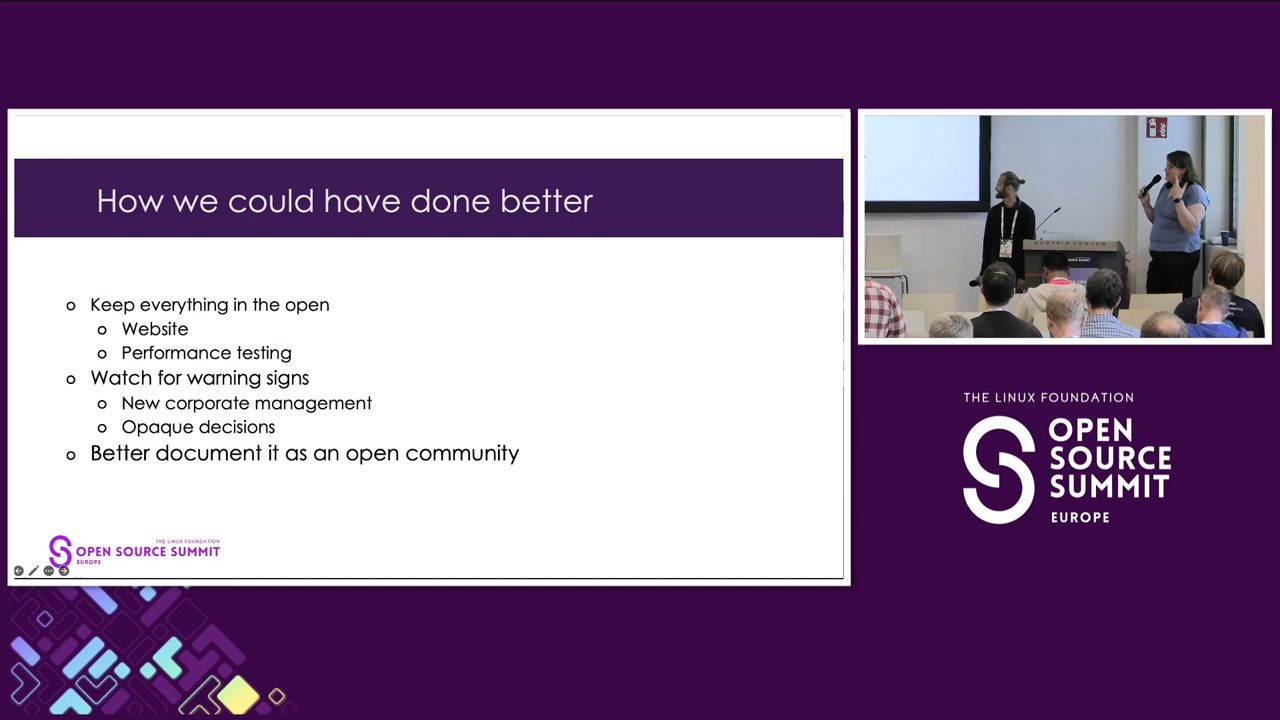 How we could have done better
Keep everything in the open
Website
Performance testing
Watch for warning signs
New corporate management
Opaque decisions
Better document it as an open community
THE LINUX FOUNDATION
OPEN SOURCE SUMMIT
EUROPE
AUSTRIA CENTER
THE LINUX FOUNDATION
OPEN
SOURCE
SUMMIT
EUROPE